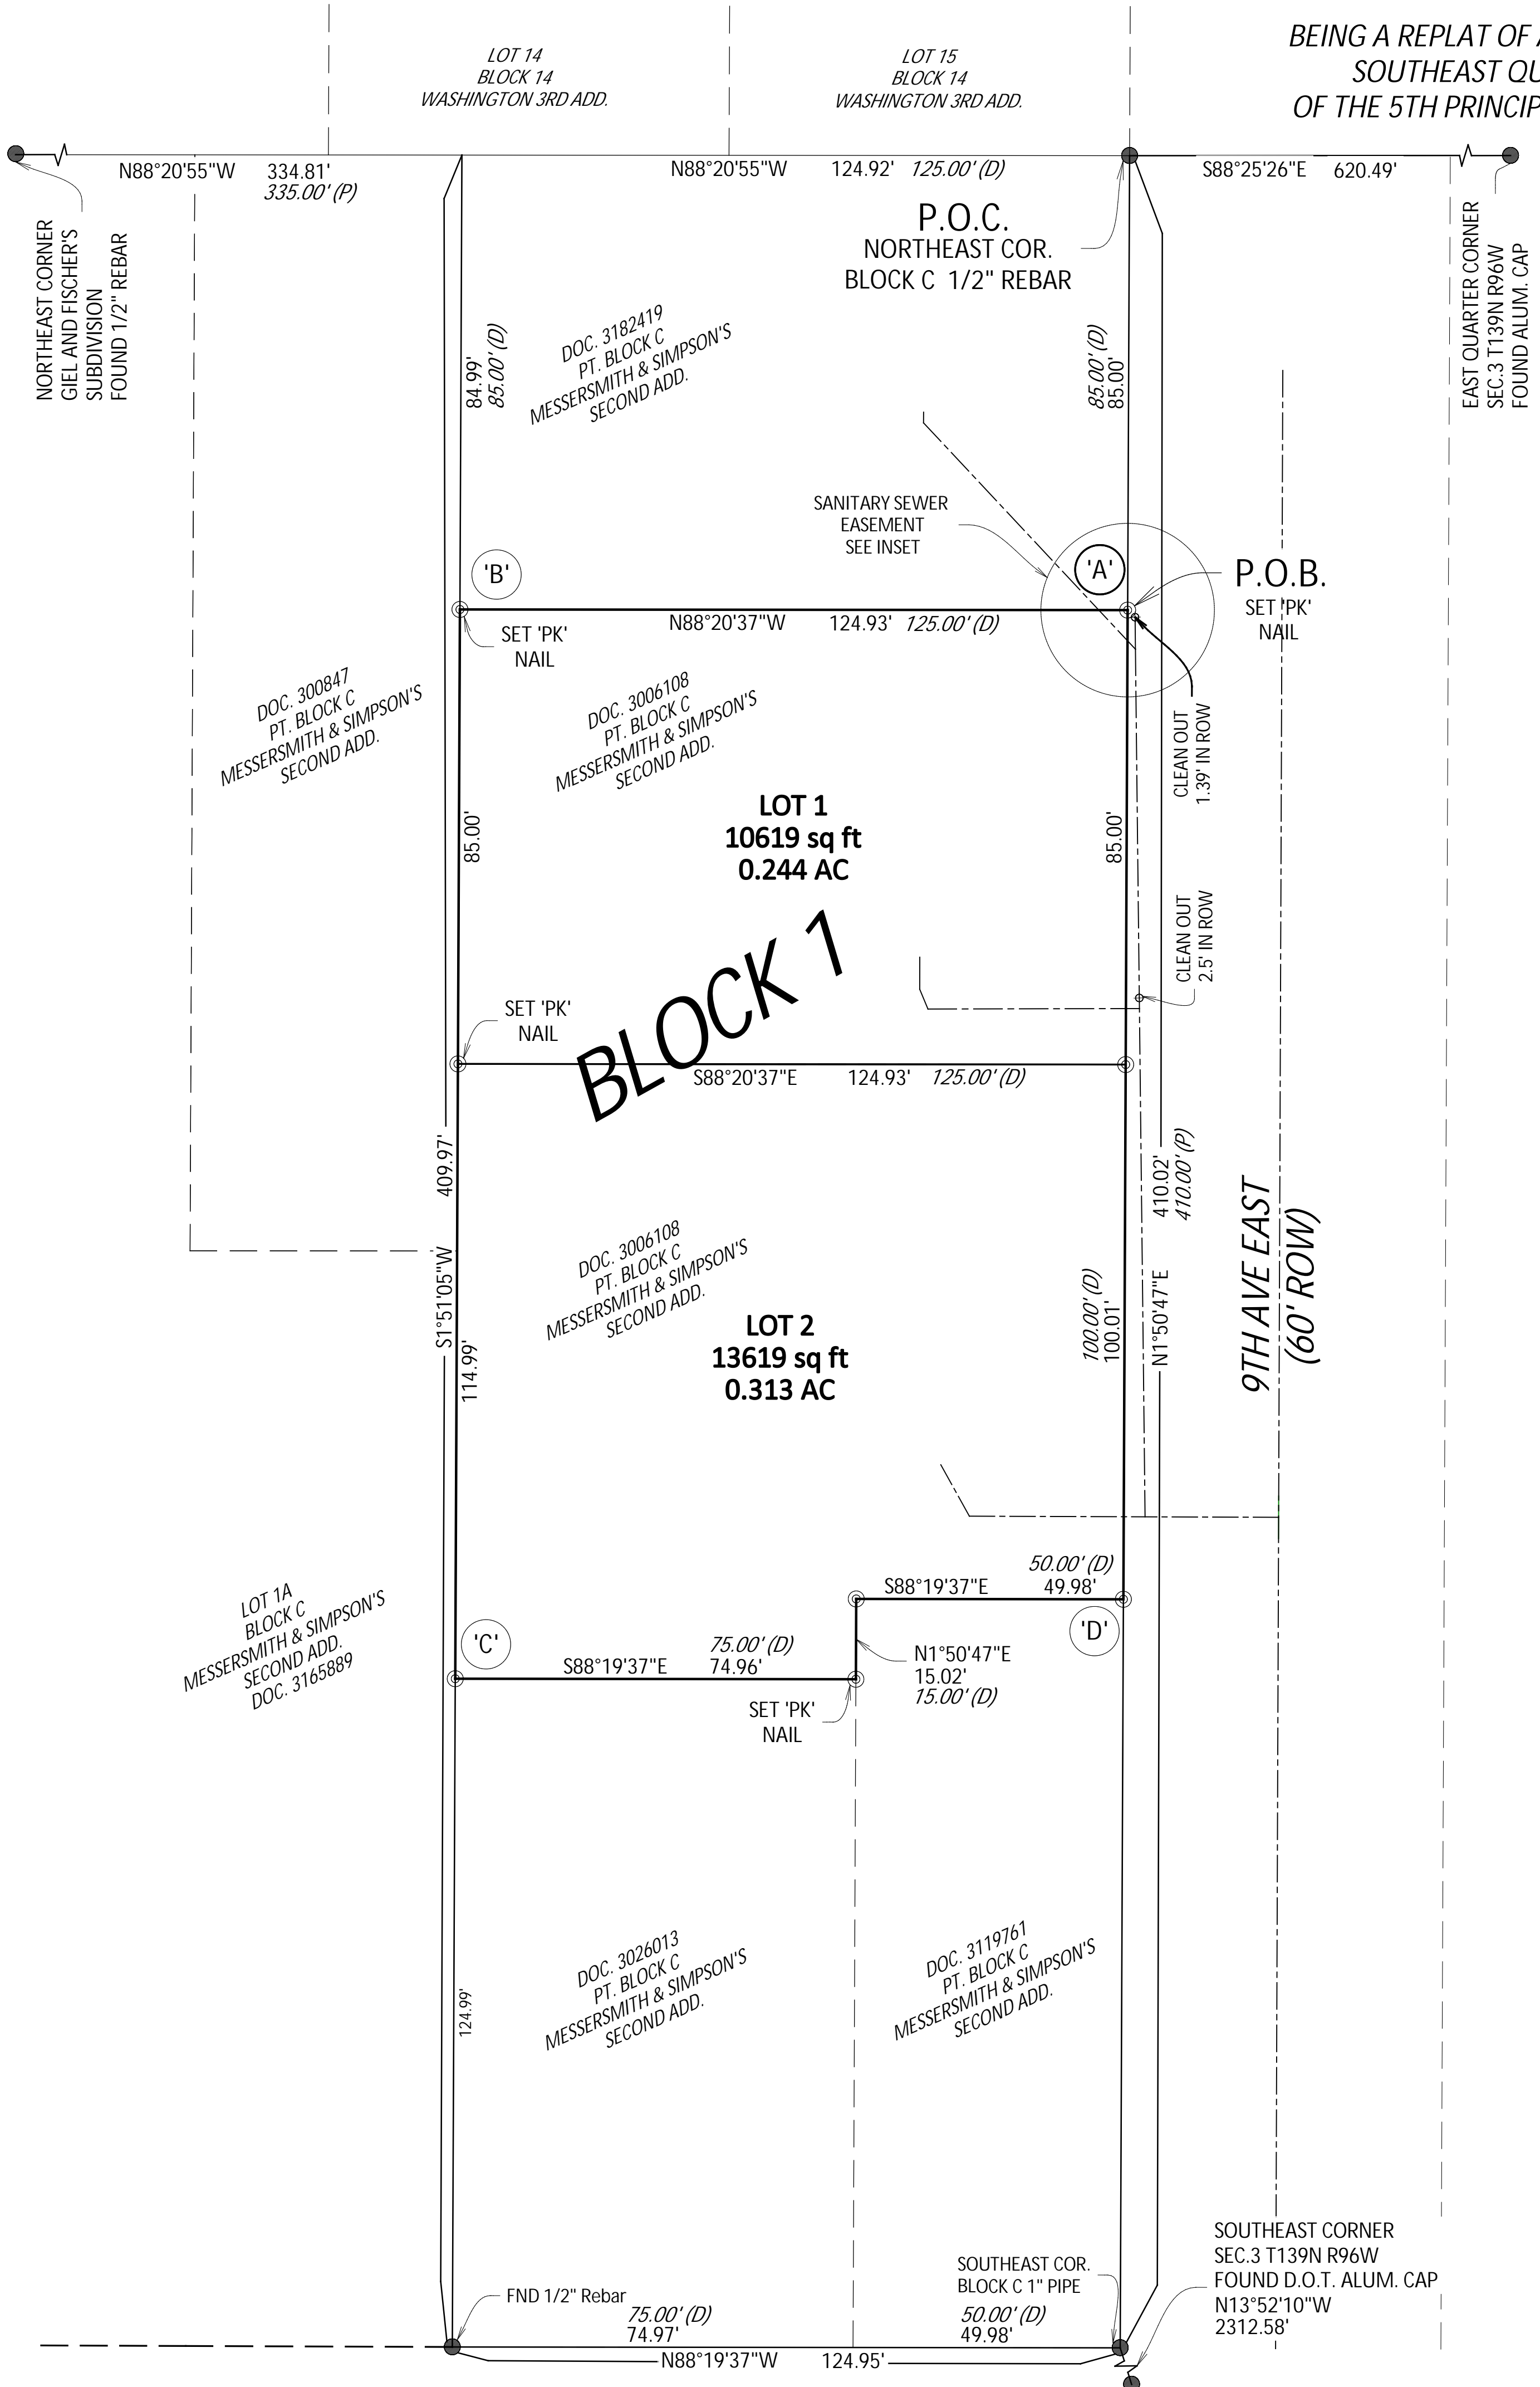 BEING A REPLAT OF
SOUTHEAST QU
OF THE 5TH PRINCIP
LOT 14
BLOCK 14
WASHINGTON 3RD ADD.
LOT 15
BLOCK 14
WASHINGTON 3RD ADD.
N88°20'55"W 334.81'
335.00' (P)
N88°20'55"W 124.92' 125.00' (D)
S88°25'26"E 620.49'
NORTHEAST CORNER
GIEL AND FISCHER'S
SUBDIVISION
FOUND 1/2" REBAR
P.O.C.
NORTHEAST COR.
BLOCK C 1/2" REBAR
EAST QUARTER CORNER
SEC.3 T139N R96W
FOUND ALUM. CAP
84.99'
85.00' (D)
DOC. 3182419
PT. BLOCK C
MESSERSMITH & SIMPSON'S
SECOND ADD.
85.00' (D)
85.00'
SANITARY SEWER
EASEMENT
SEE INSET
'B'
'A'
P.O.B.
SET 'PK'
NAIL
SET 'PK'
NAIL
N88°20'37"W 124.93' 125.00' (D)
DOC. 300847
PT. BLOCK C
MESSERSMITH & SIMPSON'S
SECOND ADD.
DOC. 3006108
PT. BLOCK C
MESSERSMITH & SIMPSON'S
SECOND ADD.
CLEAN OUT
1.39' IN ROW
LOT 1
10619 sq ft
0.244 AC
85.00'
85.00'
CLEAN OUT
2.5' IN ROW
BLOCK 1
SET 'PK'
NAIL
S88°20'37"E 124.93' 125.00' (D)
S1°51'05"W 409.97'
N1°50'47"E 410.02'
410.00' (P)
9TH AVE EAST
(60' ROW)
DOC. 3006108
PT. BLOCK C
MESSERSMITH & SIMPSON'S
SECOND ADD.
LOT 2
13619 sq ft
0.313 AC
114.99'
100.00' (D)
100.01'
50.00' (D)
S88°19'37"E 49.98'
'C'
'D'
LOT 1A
BLOCK C
MESSERSMITH & SIMPSON'S
SECOND ADD.
DOC. 3165889
75.00' (D)
S88°19'37"E 74.96'
N1°50'47"E
15.02'
15.00' (D)
SET 'PK'
NAIL
DOC. 3026013
PT. BLOCK C
MESSERSMITH & SIMPSON'S
SECOND ADD.
DOC. 3119761
PT. BLOCK C
MESSERSMITH & SIMPSON'S
SECOND ADD.
124.99'
SOUTHEAST CORNER
SEC.3 T139N R96W
FOUND D.O.T. ALUM. CAP
N13°52'10"W
2312.58'
SOUTHEAST COR.
BLOCK C 1" PIPE
FND 1/2" Rebar
75.00' (D)
74.97'
50.00' (D)
49.98'
N88°19'37"W 124.95'